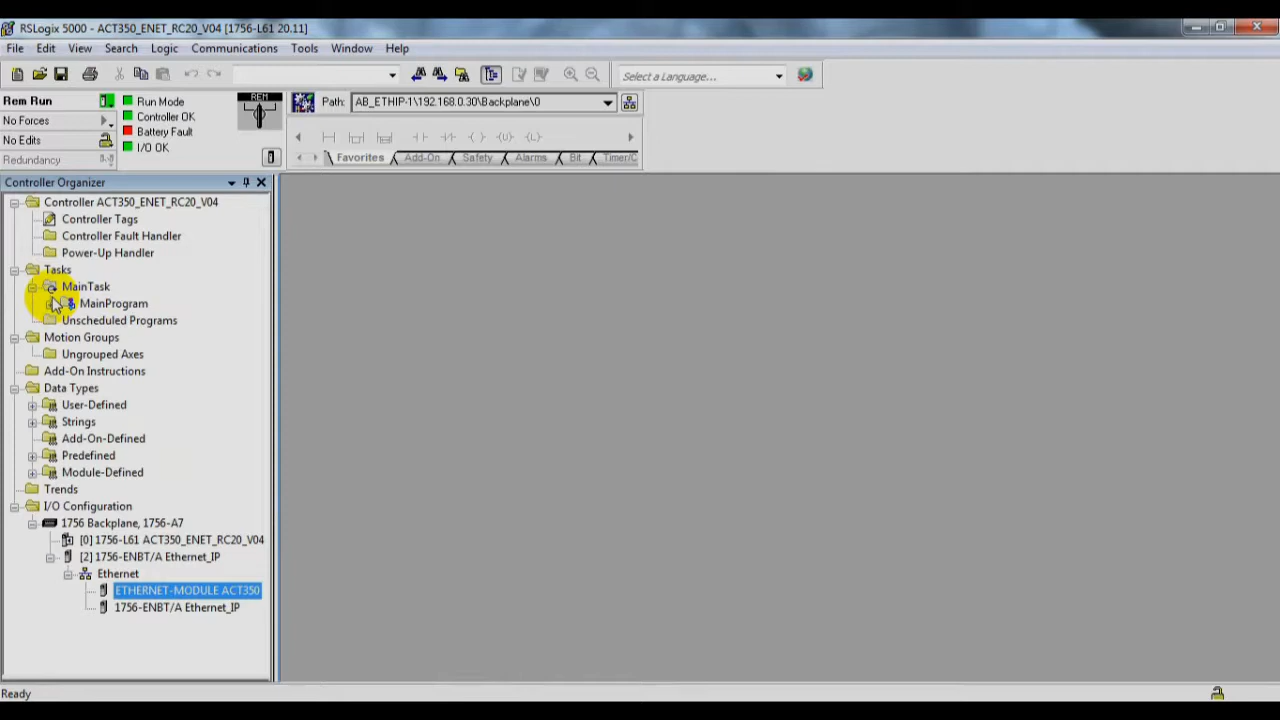 RSLogix 5000 - ACT350_ENET_RC20_V04 [1756-L61 20.11]
File Edit View Search Logic Communications Tools Window Help
Select a Language...
Rem Run
No Forces
No Edits
Redundancy
Run Mode
Controller OK
Battery Fault
I/O OK
REM
Path: AB_ETHIP-1\192.168.0.30\Backplane\0
Favorites Add-On Safety Alarms Bit Timer/C
Controller Organizer
Controller ACT350_ENET_RC20_V04
Controller Tags
Controller Fault Handler
Power-Up Handler
Tasks
MainTask
MainProgram
Unscheduled Programs
Motion Groups
Ungrouped Axes
Add-On Instructions
Data Types
User-Defined
Strings
Add-On-Defined
Predefined
Module-Defined
Trends
I/O Configuration
1756 Backplane, 1756-A7
[0] 1756-L61 ACT350_ENET_RC20_V04
[2] 1756-ENBT/A Ethernet_IP
Ethernet
ETHERNET-MODULE ACT350
1756-ENBT/A Ethernet_IP
Ready